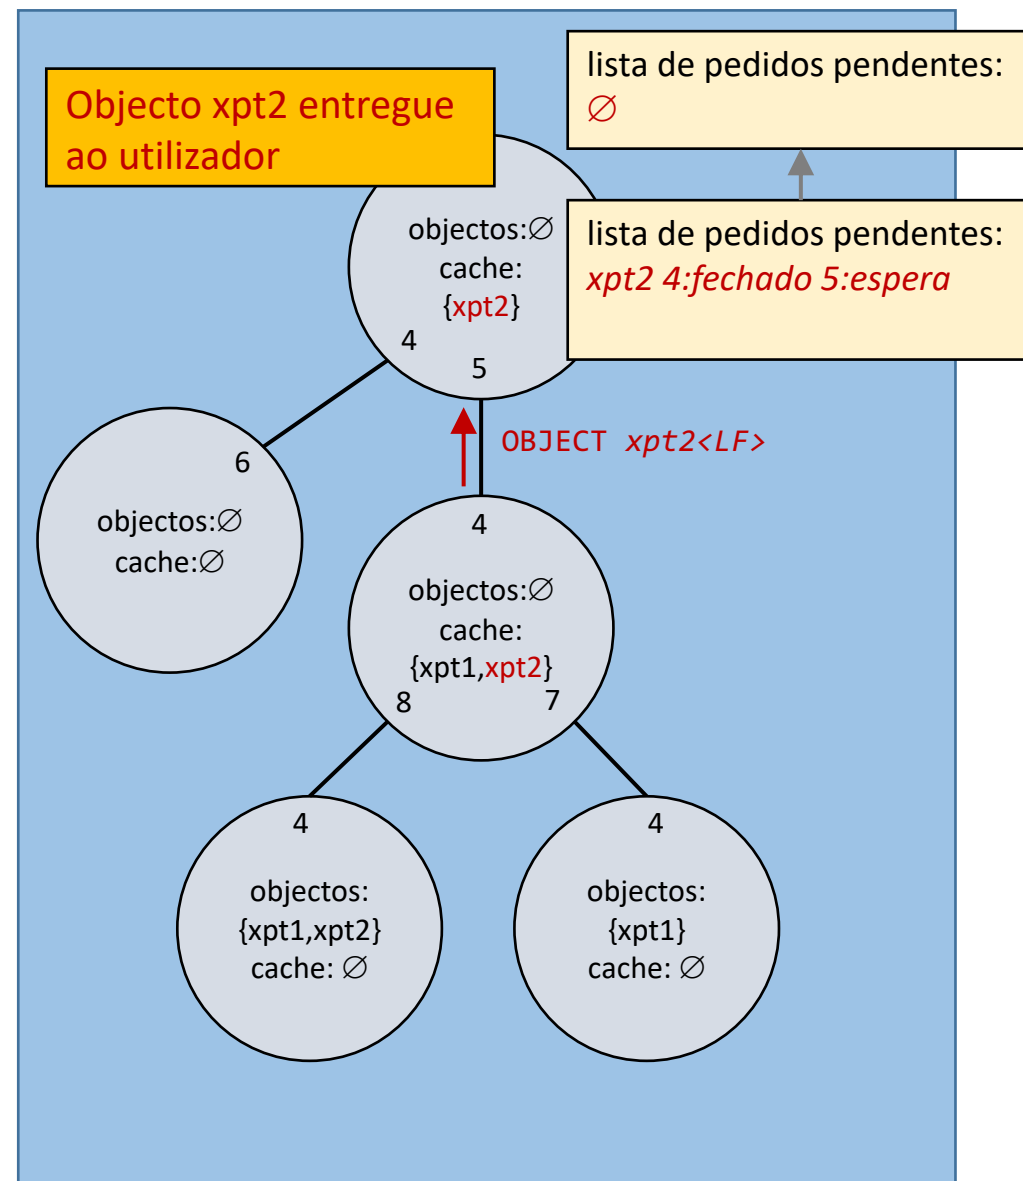 lista de pedidos pendentes:
∅
Objecto xpt2 entregue
ao utilizador
lista de pedidos pendentes:
xpt2 4:fechado 5:espera
objectos:∅
cache:
{xpt2}
4
5
OBJECT xpt2<LF>
6
objectos:∅
cache:∅
4
objectos:∅
cache:
{xpt1,xpt2}
8
7
4
objectos:
{xpt1,xpt2}
cache: ∅
4
objectos:
{xpt1}
cache: ∅